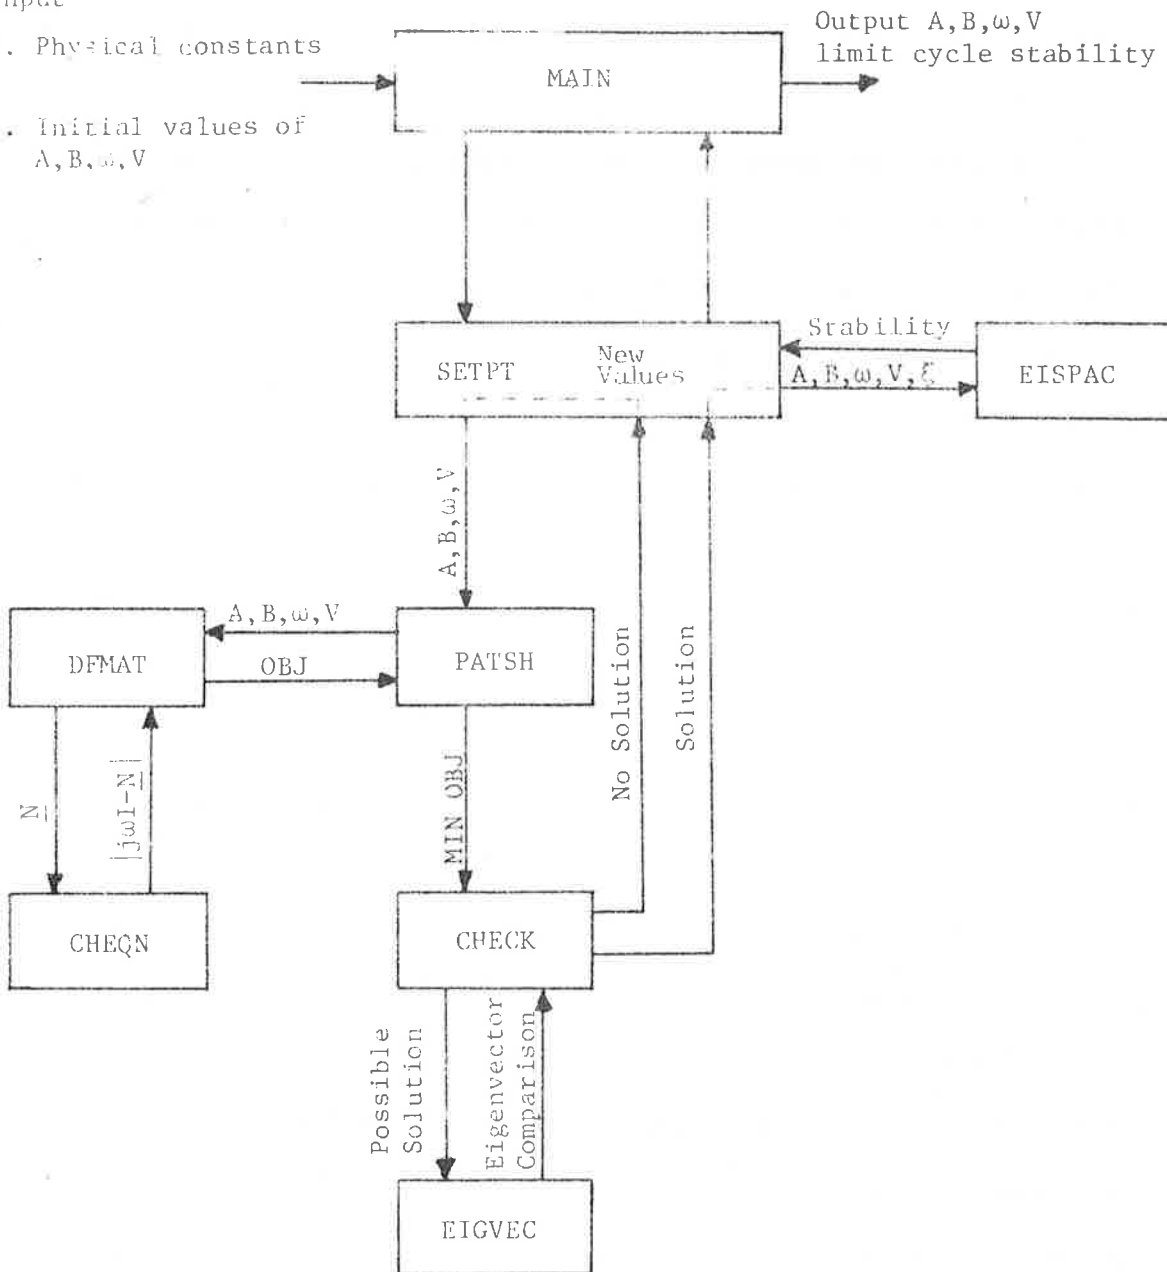 . Physical constants
. Initial values of
A,B,ω,V
Output A,B,ω,V
limit cycle stability
MAIN
SETPT
New
Values
Stability
A,B,ω,V,ξ
EISPAC
A,B,ω,V
A,B,ω,V
OBJ
DFMAT
PATSH
No Solution
Solution
N
|jωI-N|
MIN OBJ
CHEQN
CHECK
Possible
Solution
Eigenvector
Comparison
EIGVEC